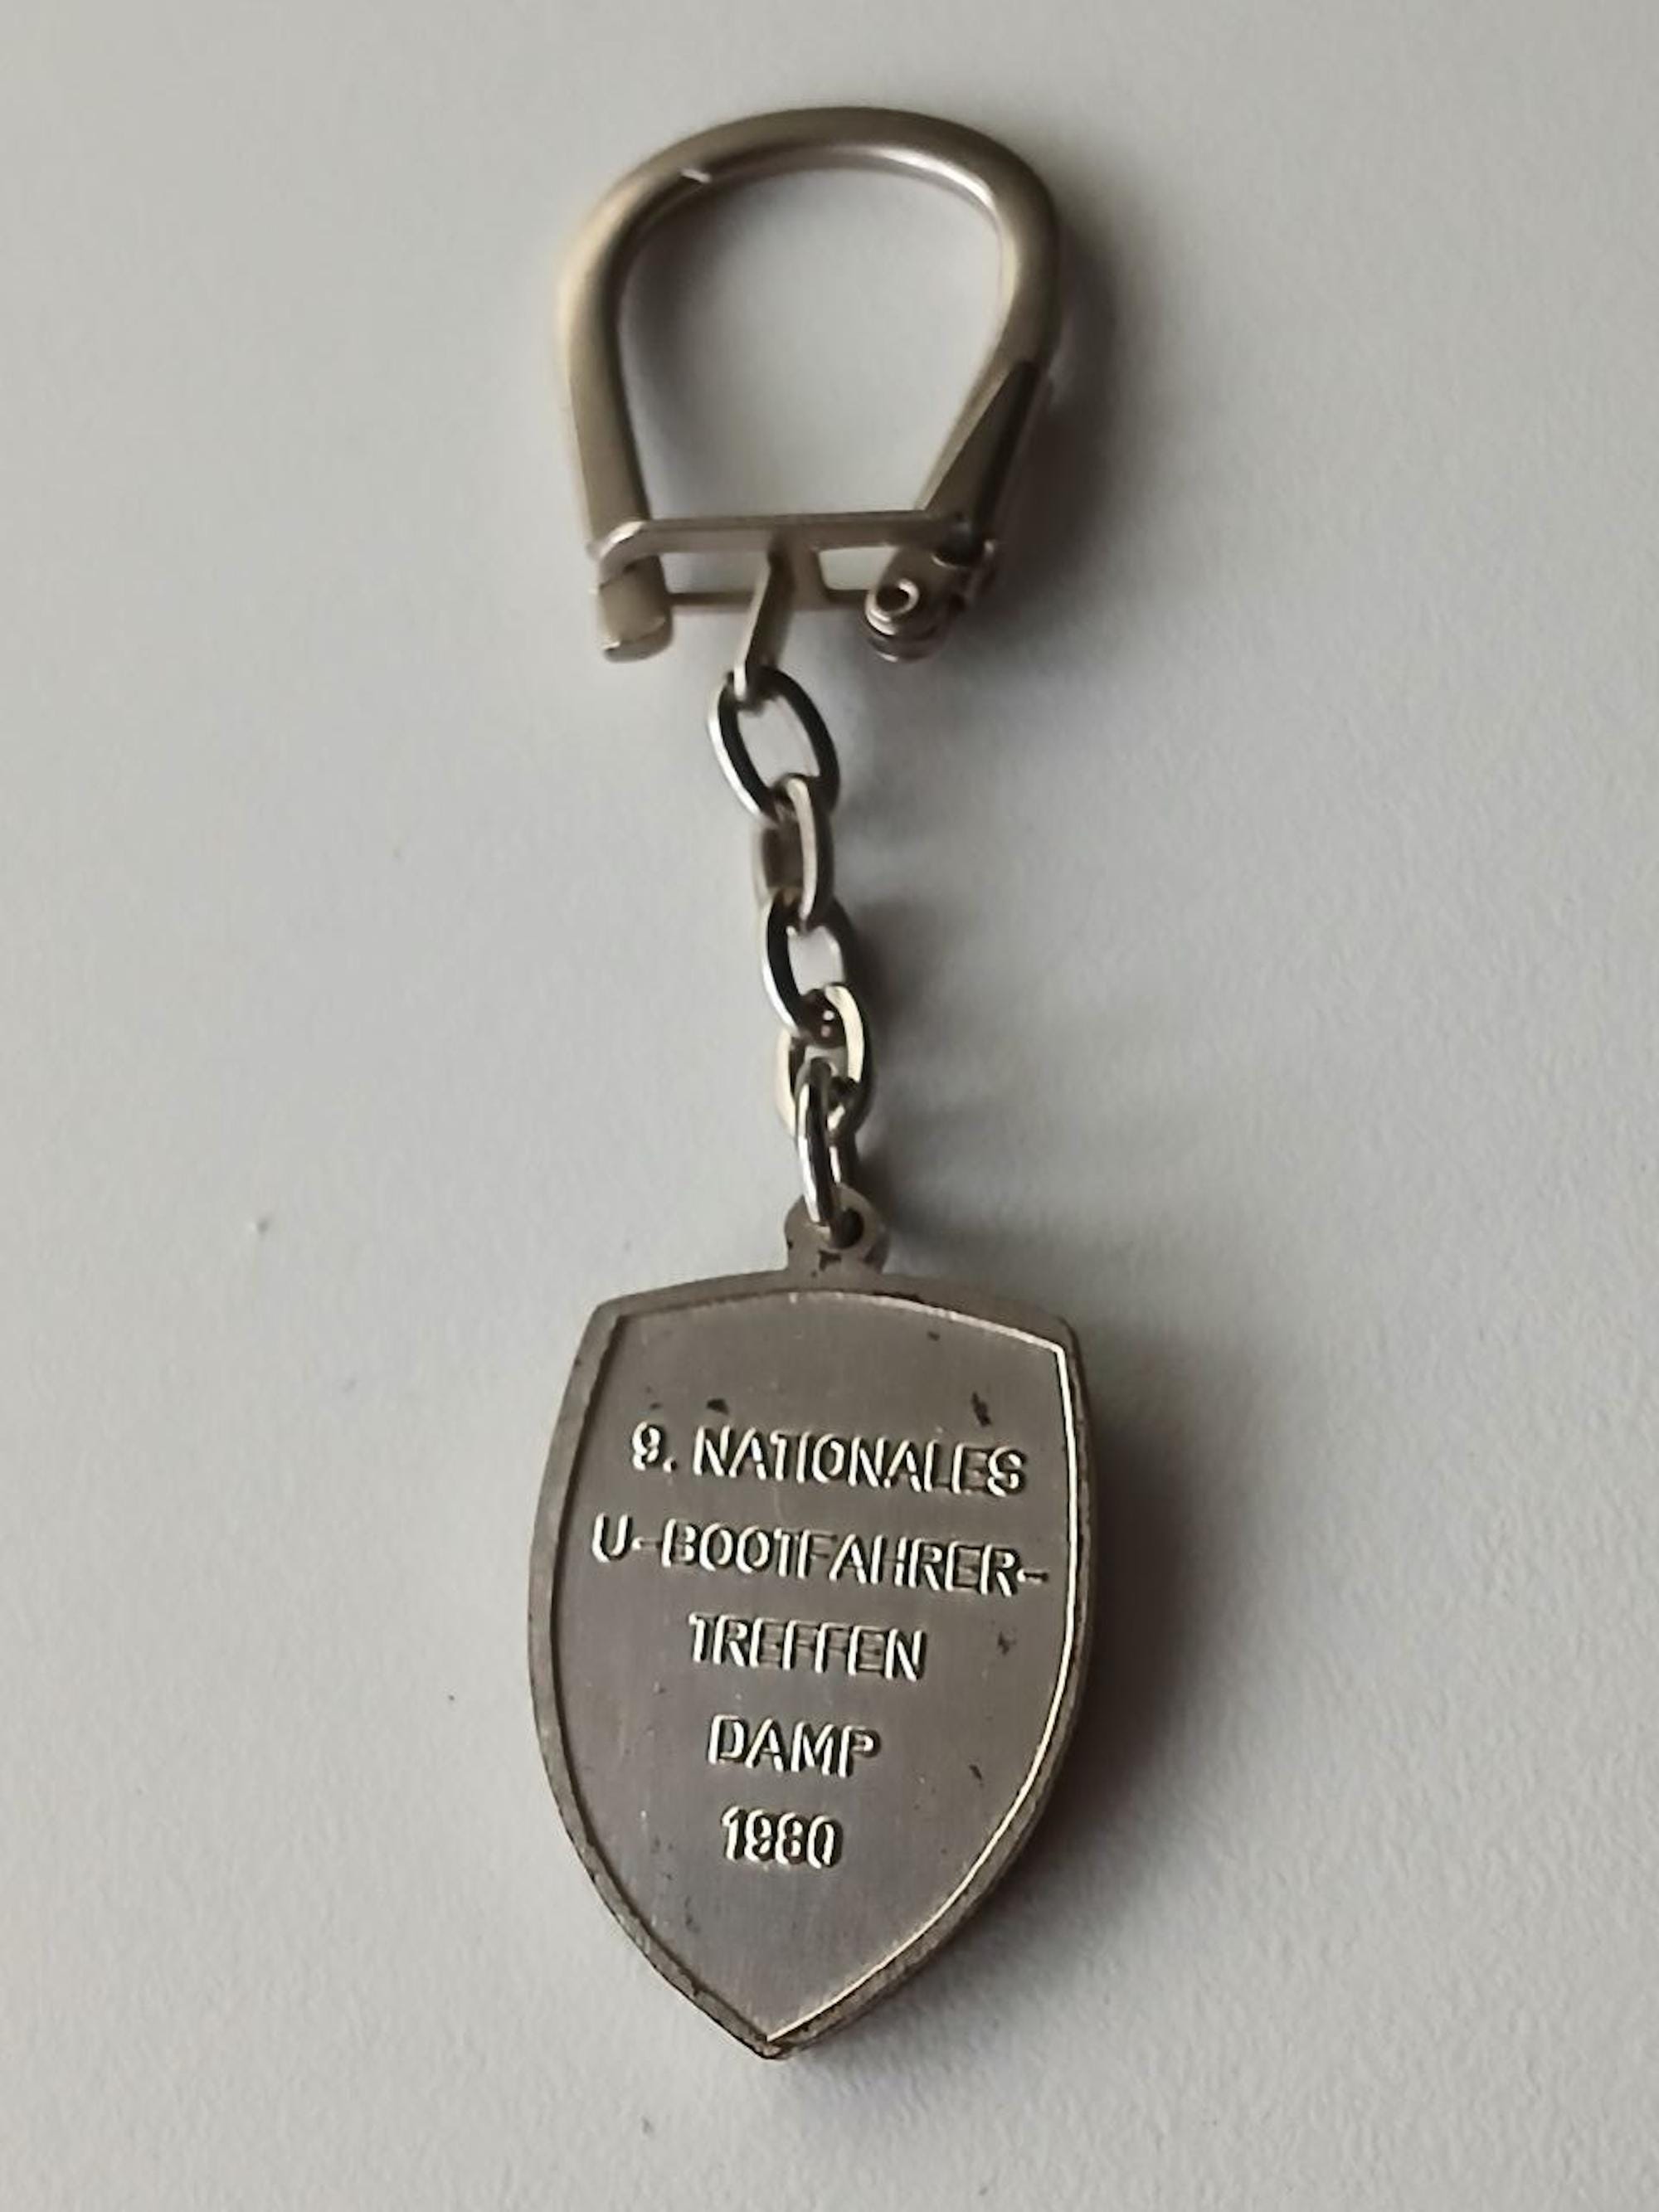 9. NATIONALES
U-BOOTFAHRER-
TREFFEN
DAMP
1980